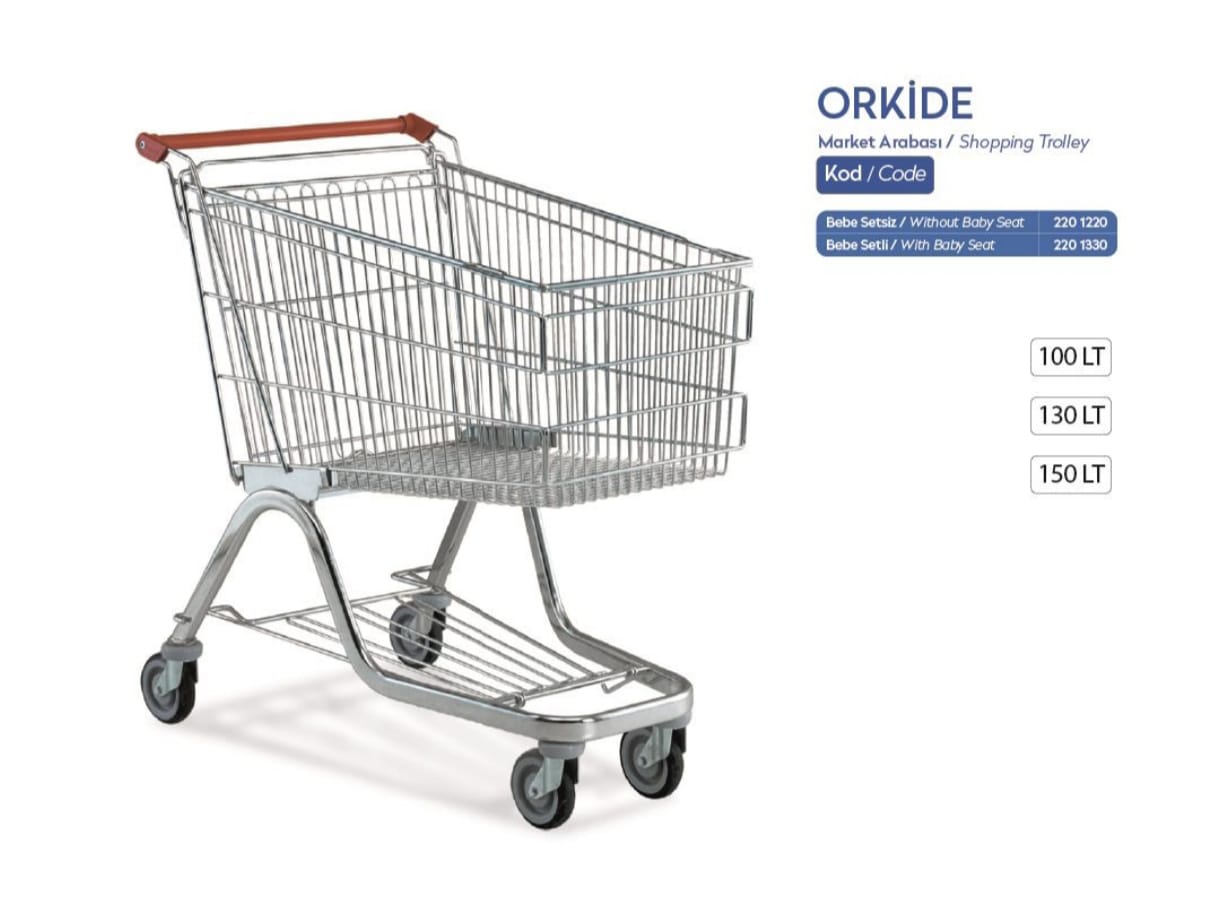 ORKİDE
Market Arabası / Shopping Trolley
Kod / Code
Bebe Setsiz / Without Baby Seat 220 1220
Bebe Setli / With Baby Seat 220 1330
100 LT
130 LT
150 LT